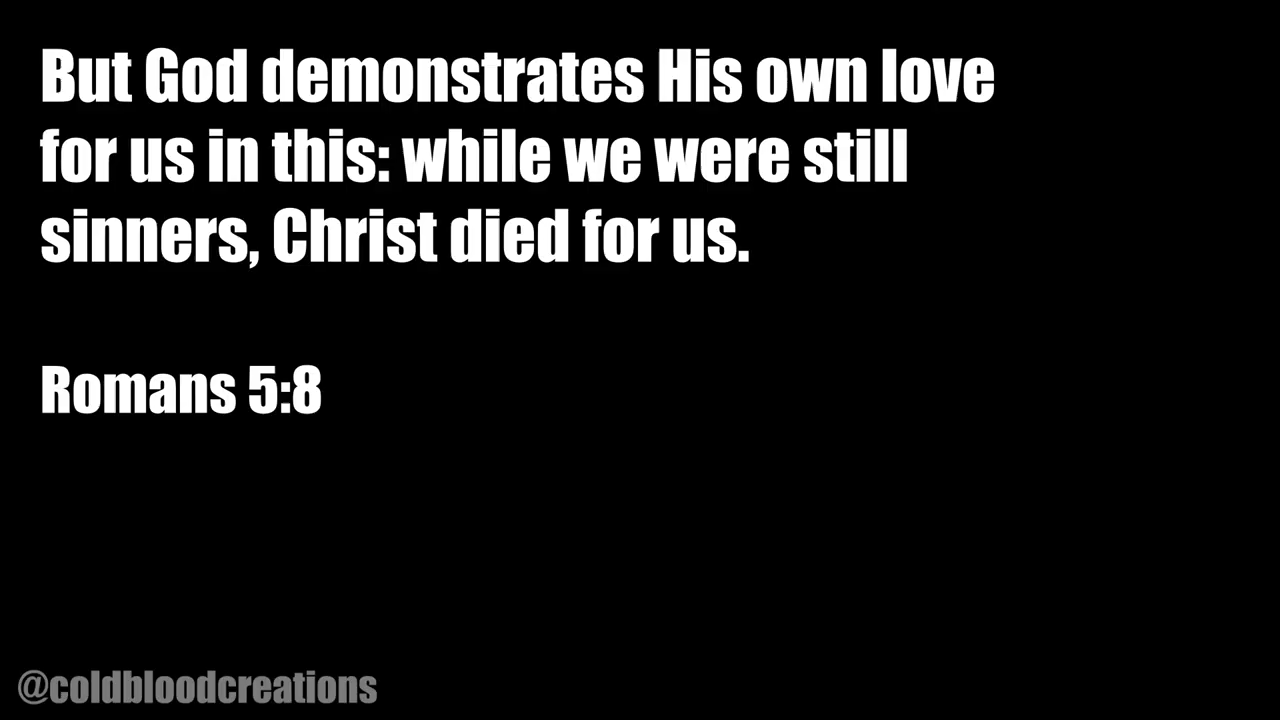 But God demonstrates His own love
for us in this: while we were still
sinners, Christ died for us.
Romans 5:8
@coldbloodcreations